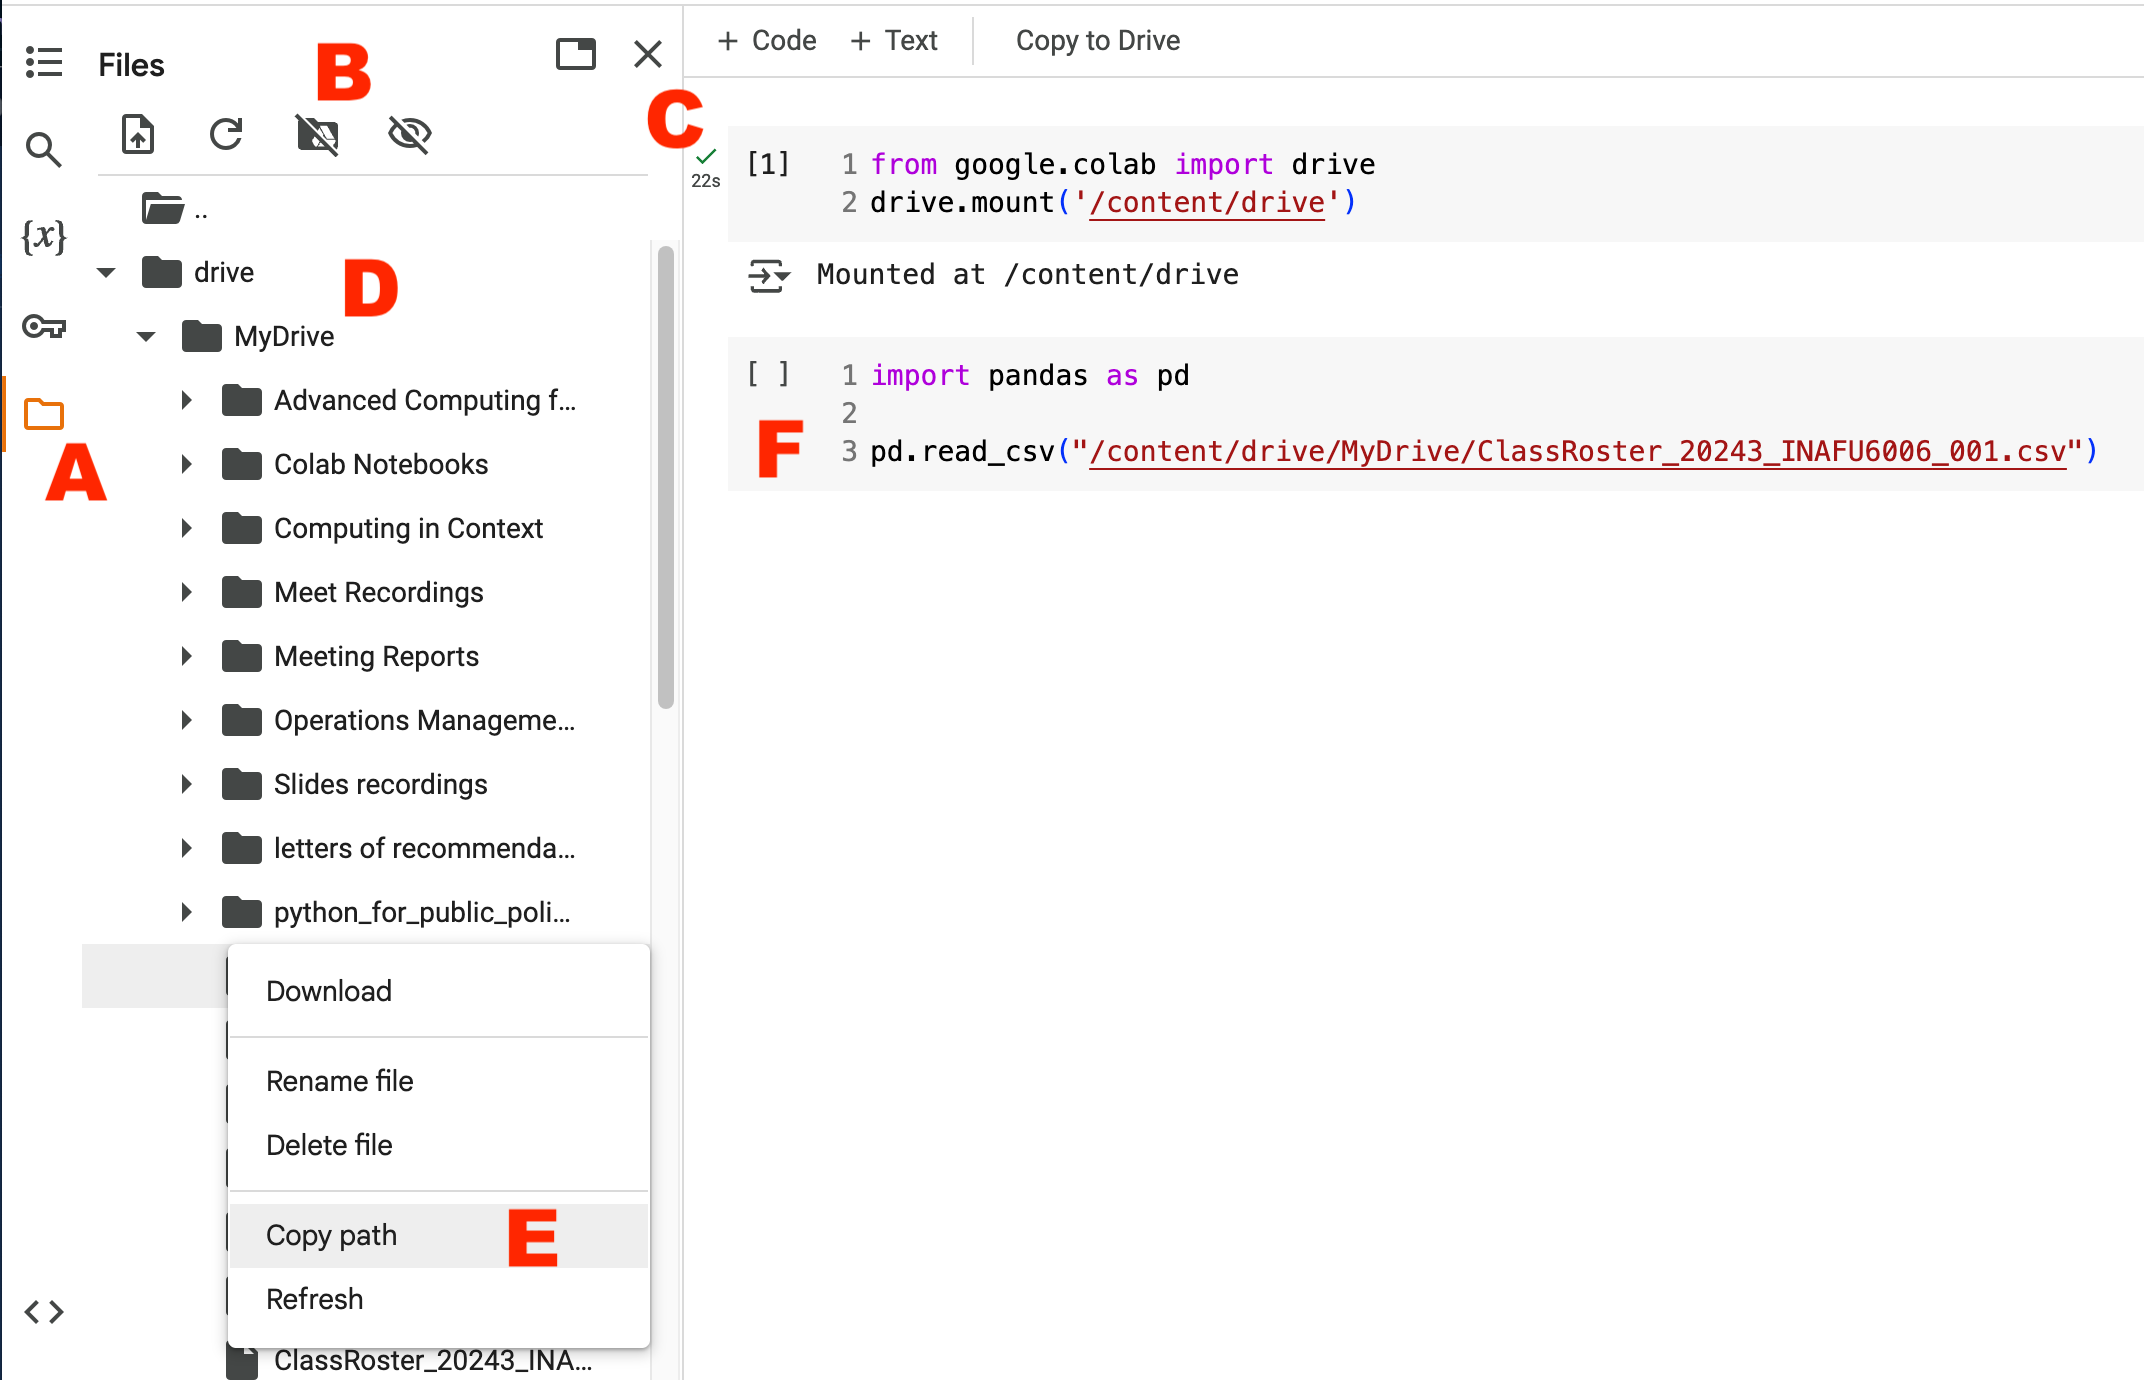 Files
B
+ Code + Text Copy to Drive
C
22s
[1] 1 from google.colab import drive
2 drive.mount('/content/drive')
Mounted at /content/drive
[ ] 1 import pandas as pd
2
F
3 pd.read_csv("/content/drive/MyDrive/ClassRoster_20243_INAFU6006_001.csv")
{x}
A
..
drive
D
MyDrive
Advanced Computing f...
Colab Notebooks
Computing in Context
Meet Recordings
Meeting Reports
Operations Manageme...
Slides recordings
letters of recommenda...
python_for_public_poli...
Download
Rename file
Delete file
Copy path
E
Refresh
ClassRoster_20243_INA...